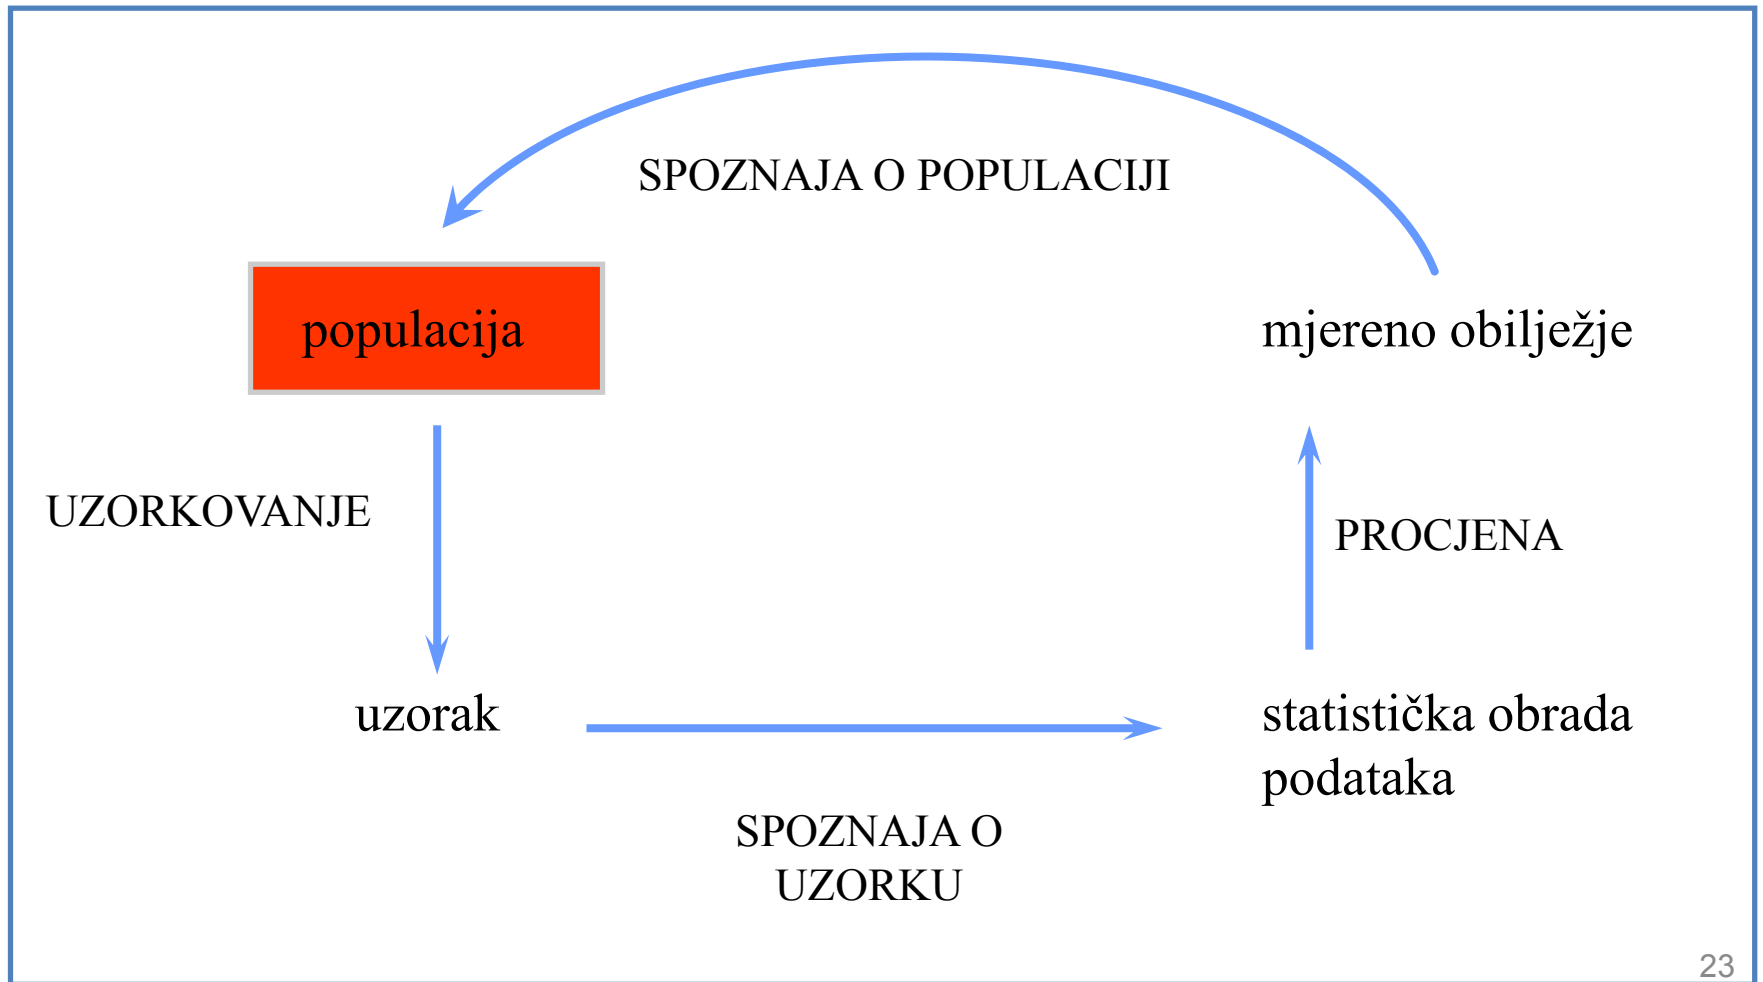 SPOZNAJA O POPULACIJI
populacija
mjereno obilježje
UZORKOVANJE
PROCJENA
uzorak
statistička obrada
podataka
SPOZNAJA O
UZORKU
23